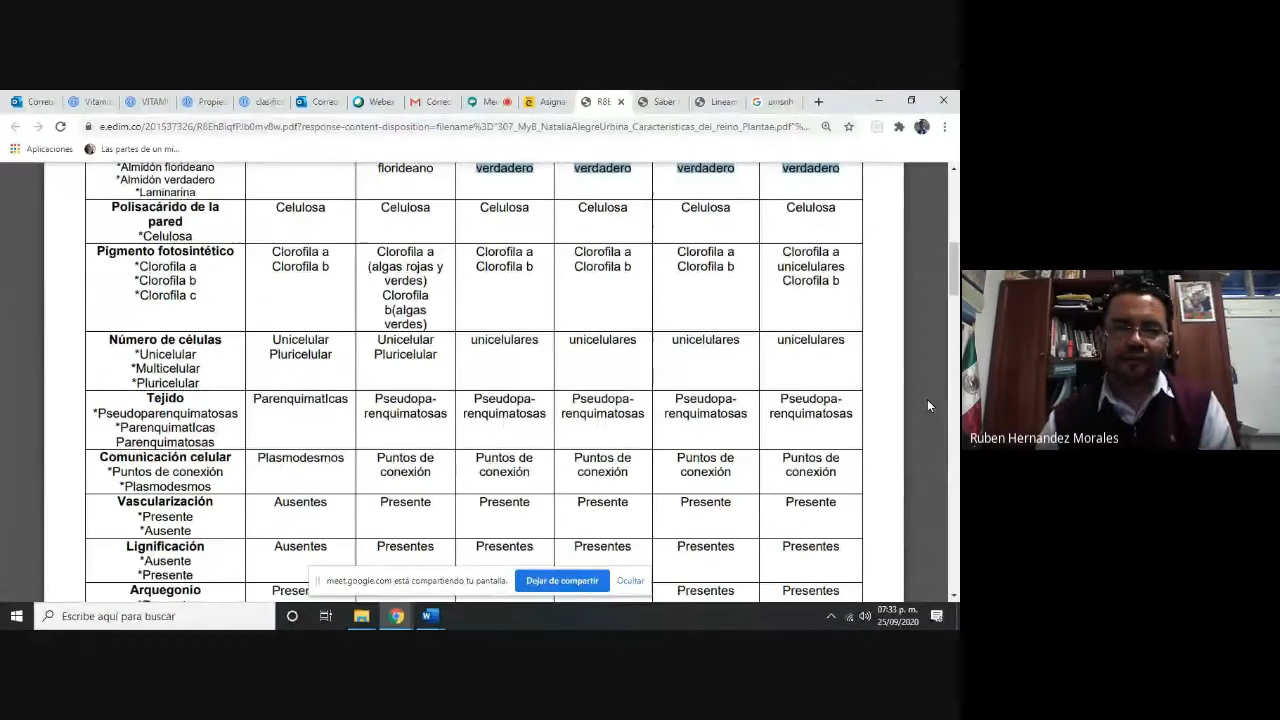 Correo
Vitam
VITAM
Propie
clasific
Correo
Webex
Correo
Me
Asigna
R8E
Saber
Lineam
umsnh
e.edim.co/201537326/R8EhBiqfPJb0mv8w.pdf?response-content-disposition=filename%3D"307_MyB_NataliaAlegreUrbina_Caracteristicas_del_reino_Plantae.pdf"%...
Aplicaciones Las partes de un mi...
*Almidón florideano
*Almidón verdadero
*Laminarina
florideano
verdadero
verdadero
verdadero
verdadero
Polisacárido de la
pared
*Celulosa
Celulosa
Celulosa
Celulosa
Celulosa
Celulosa
Celulosa
Pigmento fotosintético
*Clorofila a
*Clorofila b
*Clorofila c
Clorofila a
Clorofila b
Clorofila a
(algas rojas y
verdes)
Clorofila
b(algas
verdes)
Clorofila a
Clorofila b
Clorofila a
Clorofila b
Clorofila a
Clorofila b
Clorofila a
unicelulares
Clorofila b
Número de células
*Unicelular
*Multicelular
*Pluricelular
Unicelular
Pluricelular
Unicelular
Pluricelular
unicelulares
unicelulares
unicelulares
unicelulares
Tejido
*Pseudoparenquimatosas
*ParenquimatIcas
Parenquimatosas
ParenquimatIcas
Pseudopa-
renquimatosas
Pseudopa-
renquimatosas
Pseudopa-
renquimatosas
Pseudopa-
renquimatosas
Pseudopa-
renquimatosas
Comunicación celular
*Puntos de conexión
*Plasmodesmos
Plasmodesmos
Puntos de
conexión
Puntos de
conexión
Puntos de
conexión
Puntos de
conexión
Puntos de
conexión
Vascularización
*Presente
*Ausente
Ausentes
Presente
Presente
Presente
Presente
Presente
Lignificación
*Ausente
*Presente
Ausentes
Presentes
Presentes
Presentes
Presentes
Presentes
Arquegonio
Presen
Presentes
Presentes
meet.google.com está compartiendo tu pantalla.
Dejar de compartir
Ocultar
Escribe aquí para buscar
07:33 p. m.
25/09/2020
Ruben Hernandez Morales